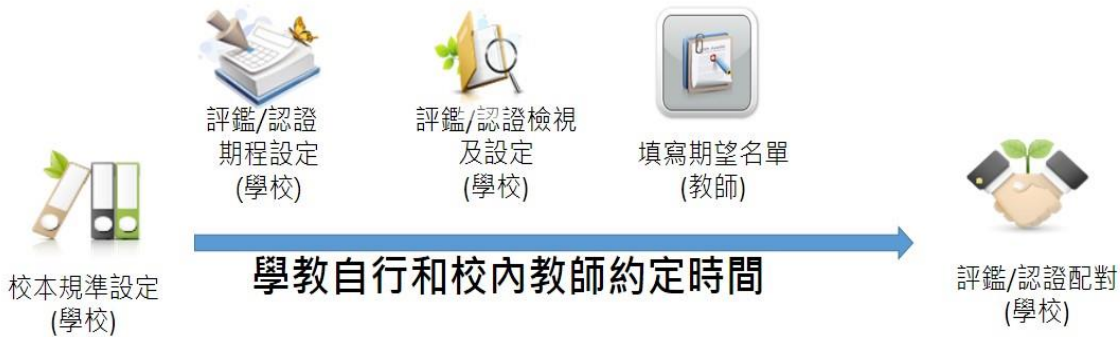 評鑑/認證
期程設定
(學校)
評鑑/認證檢視
及設定
(學校)
填寫期望名單
(教師)
校本規準設定
(學校)
學教自行和校內教師約定時間
評鑑/認證配對
(學校)